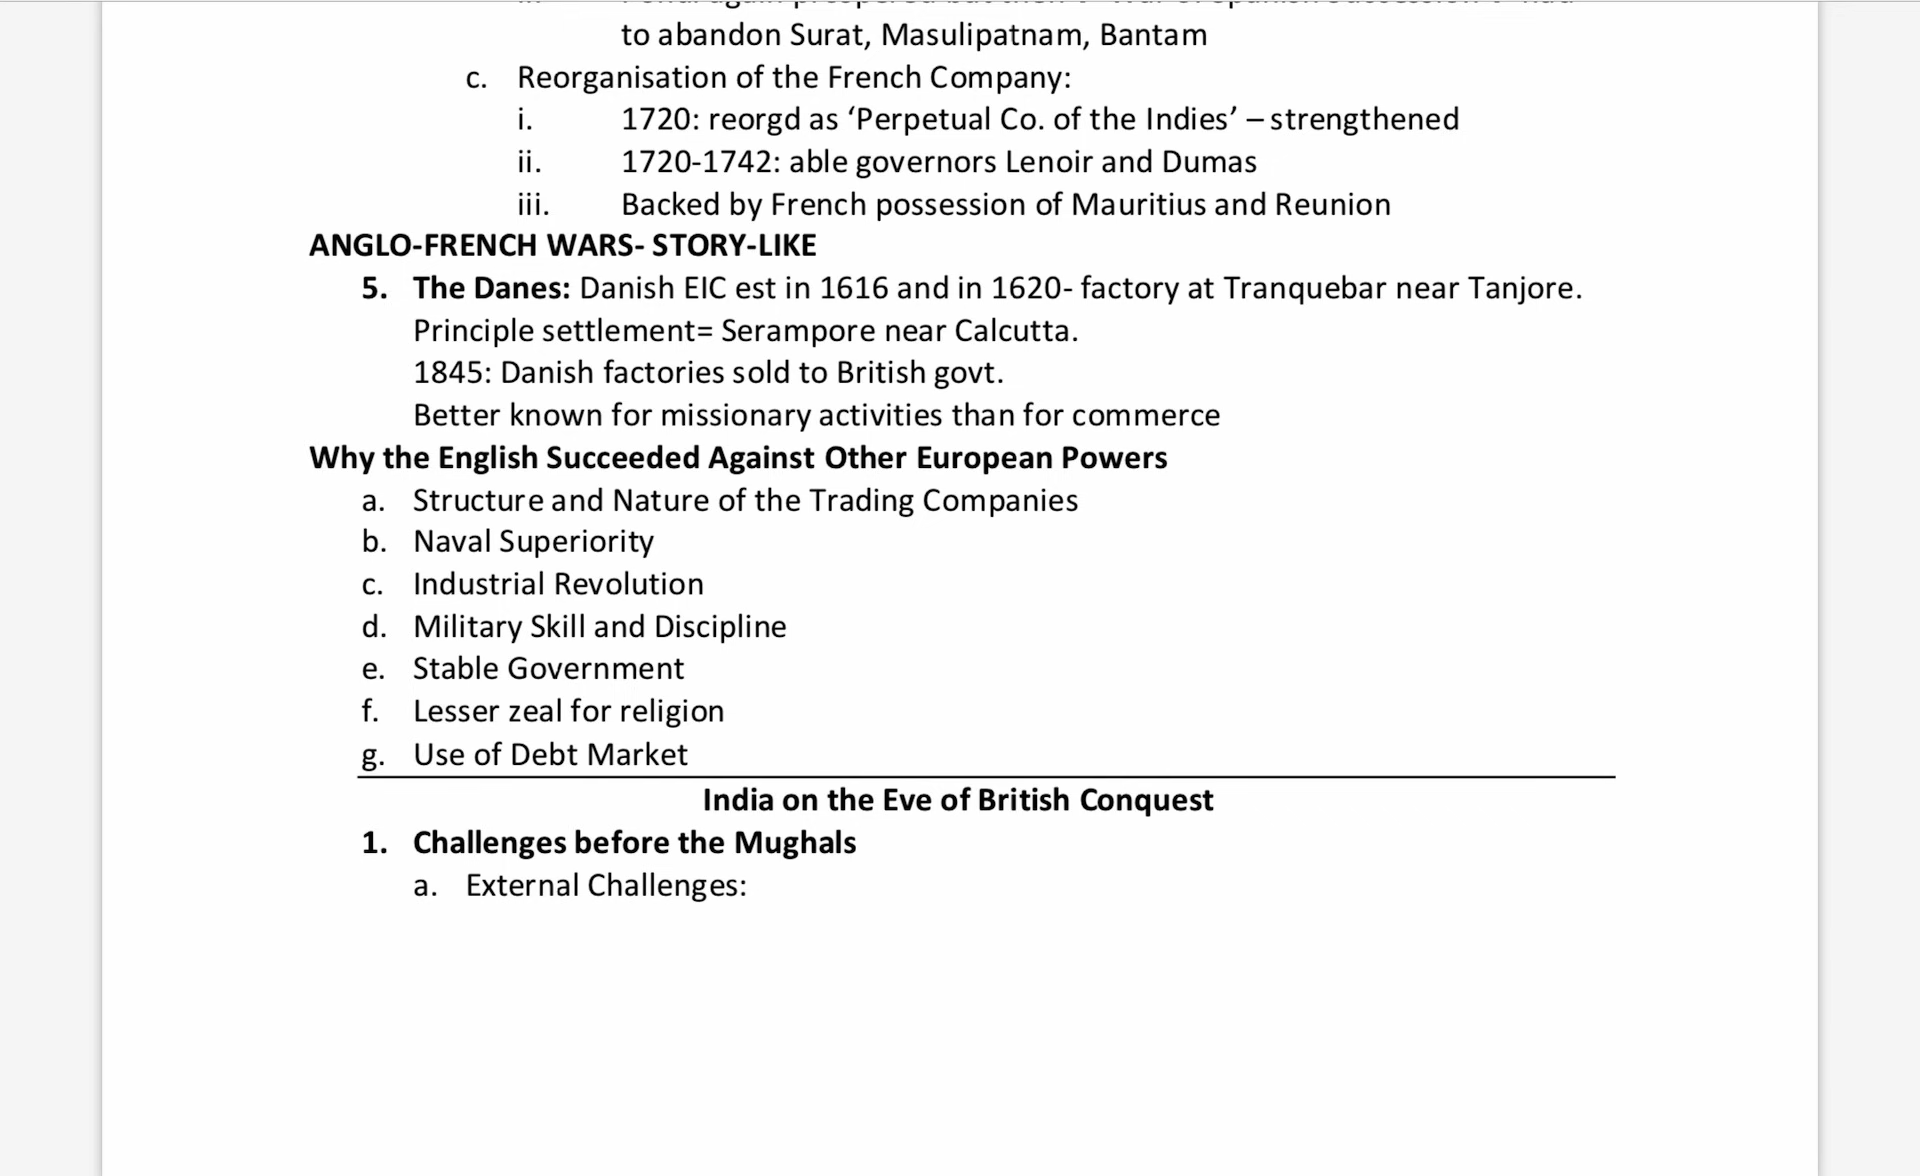 to abandon Surat, Masulipatnam, Bantam
c. Reorganisation of the French Company:
i. 1720: reorgd as ‘Perpetual Co. of the Indies’ – strengthened
ii. 1720-1742: able governors Lenoir and Dumas
iii. Backed by French possession of Mauritius and Reunion
ANGLO-FRENCH WARS- STORY-LIKE
5. The Danes: Danish EIC est in 1616 and in 1620- factory at Tranquebar near Tanjore.
Principle settlement= Serampore near Calcutta.
1845: Danish factories sold to British govt.
Better known for missionary activities than for commerce
Why the English Succeeded Against Other European Powers
a. Structure and Nature of the Trading Companies
b. Naval Superiority
c. Industrial Revolution
d. Military Skill and Discipline
e. Stable Government
f. Lesser zeal for religion
g. Use of Debt Market
India on the Eve of British Conquest
1. Challenges before the Mughals
a. External Challenges: